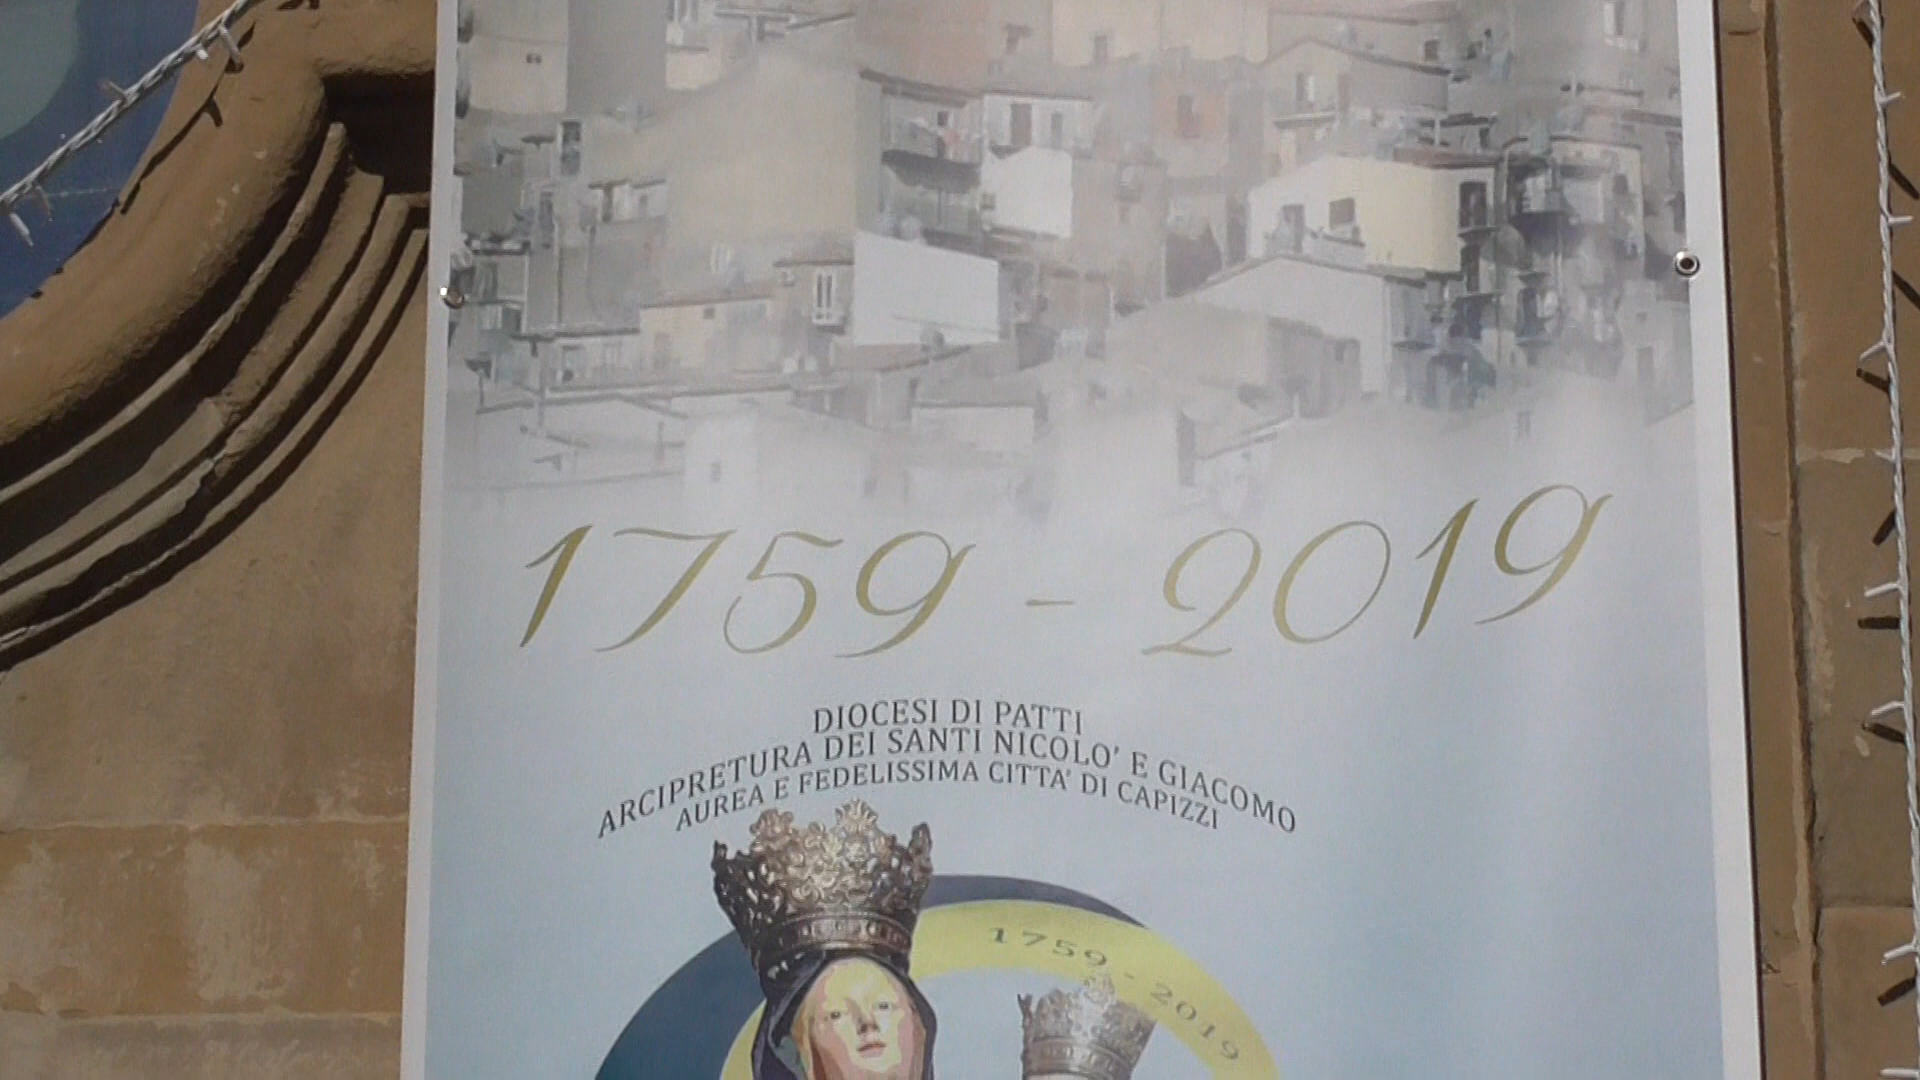 1759 - 2019
DIOCESI DI PATTI
ARCIPRETURA DEI SANTI NICOLO' E GIACOMO
AUREA E FEDELISSIMA CITTA' DI CAPIZZI
1759 - 2019